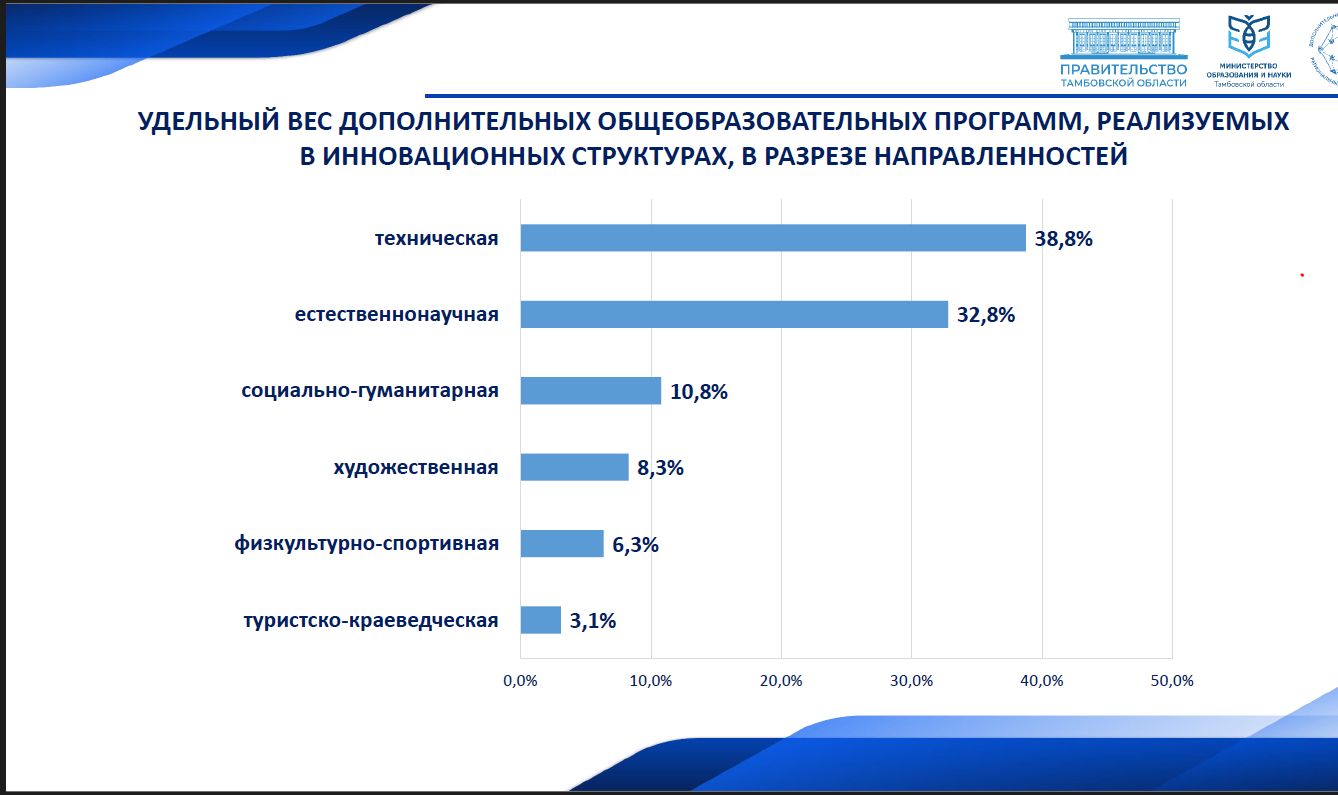 ПРАВИТЕЛЬСТВО
ТАМБОВСКОЙ ОБЛАСТИ
МИНИСТЕРСТВО
ОБРАЗОВАНИЯ И НАУКИ
Тамбовской области
УДЕЛЬНЫЙ ВЕС ДОПОЛНИТЕЛЬНЫХ ОБЩЕОБРАЗОВАТЕЛЬНЫХ ПРОГРАММ, РЕАЛИЗУЕМЫХ
В ИННОВАЦИОННЫХ СТРУКТУРАХ, В РАЗРЕЗЕ НАПРАВЛЕННОСТЕЙ
техническая 38,8%
естественнонаучная 32,8%
социально-гуманитарная 10,8%
художественная 8,3%
физкультурно-спортивная 6,3%
туристско-краеведческая 3,1%
0,0% 10,0% 20,0% 30,0% 40,0% 50,0%